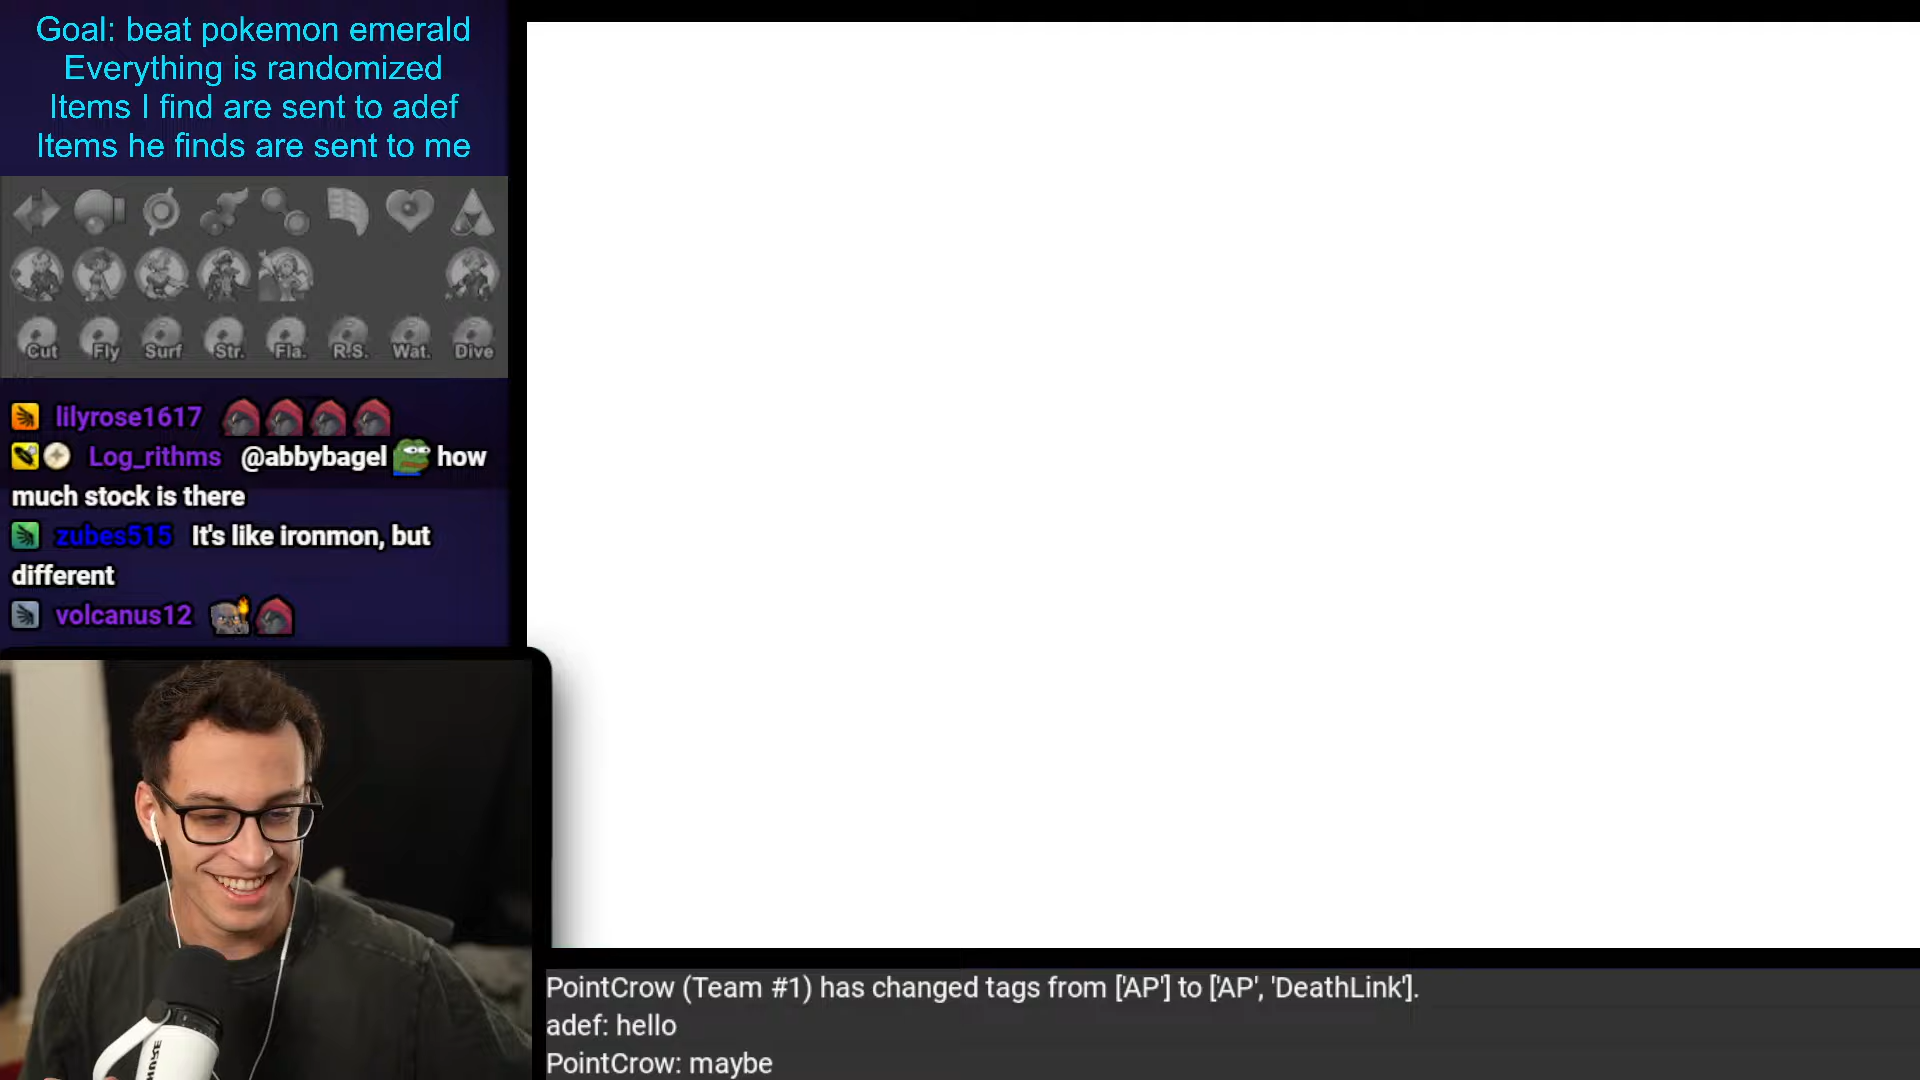 Goal: beat pokemon emerald
Everything is randomized
Items I find are sent to adef
Items he finds are sent to me
Cut Fly Surf Str. Fla. R.S. Wat. Dive
lilyrose1617
Log_rithms @abbybagel how
much stock is there
zubes515 It's like ironmon, but
different
volcanus12
SHURE
PointCrow (Team #1) has changed tags from ['AP'] to ['AP', 'DeathLink'].
adef: hello
PointCrow: maybe